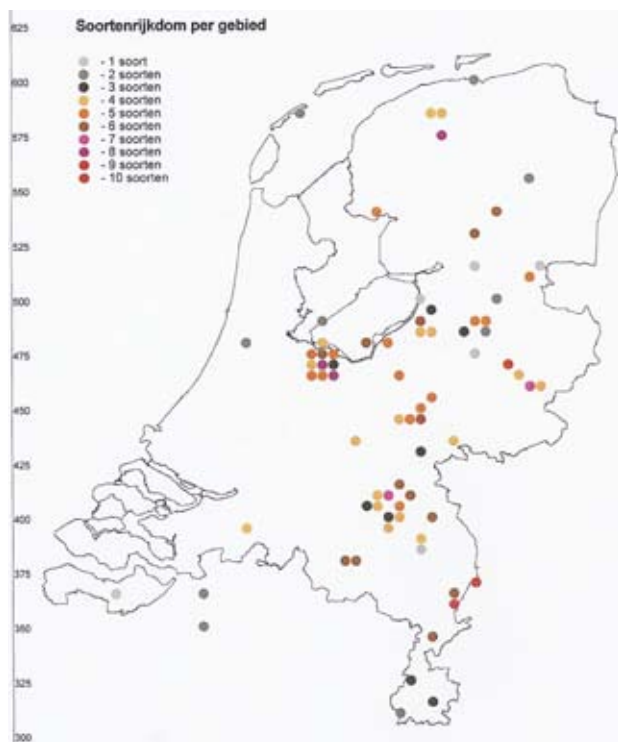 Soortenrijkdom per gebied
- 1 soort
- 2 soorten
- 3 soorten
- 4 soorten
- 5 soorten
- 6 soorten
- 7 soorten
- 8 soorten
- 9 soorten
- 10 soorten
625
600
575
550
525
500
475
450
425
400
375
350
325
300